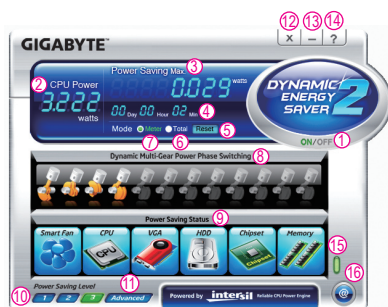 12 13 14
X – ?
GIGABYTE™
3
Power Saving Max.
0.029 watts
2
CPU Power
3.222
watts
00 Day 00 Hour 02 Min
4
Mode Meter Total Reset
5
7 6
DYNAMIC
ENERGY
SAVER 2
ON/OFF
1
Dynamic Multi-Gear Power Phase Switching 8
Power Saving Status 9
Smart Fan CPU VGA HDD Chipset Memory
CPU
Chipset
15
11
16
Power Saving Level
10
1 2 3 Advanced
Powered by intersil Reliable CPU Power Engine
@